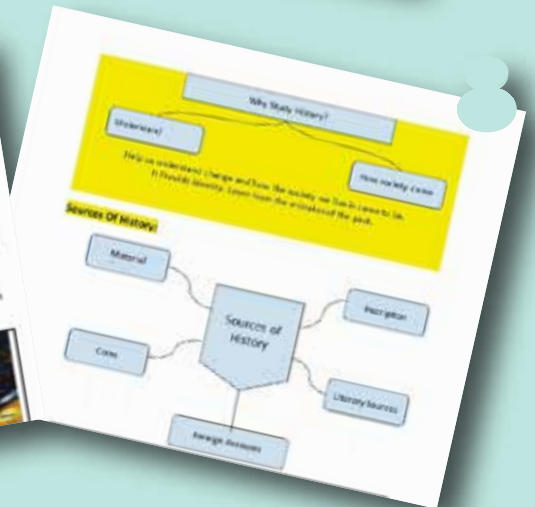 Why Study History?
Understand
How society came
Help us understand change and how the society we live in came to be.
It Provide Identity. Learn from the mistakes of the past.
Sources Of History:
Material
Inscription
Sources of
History
Coins
Literary Sources
Foreign Accounts